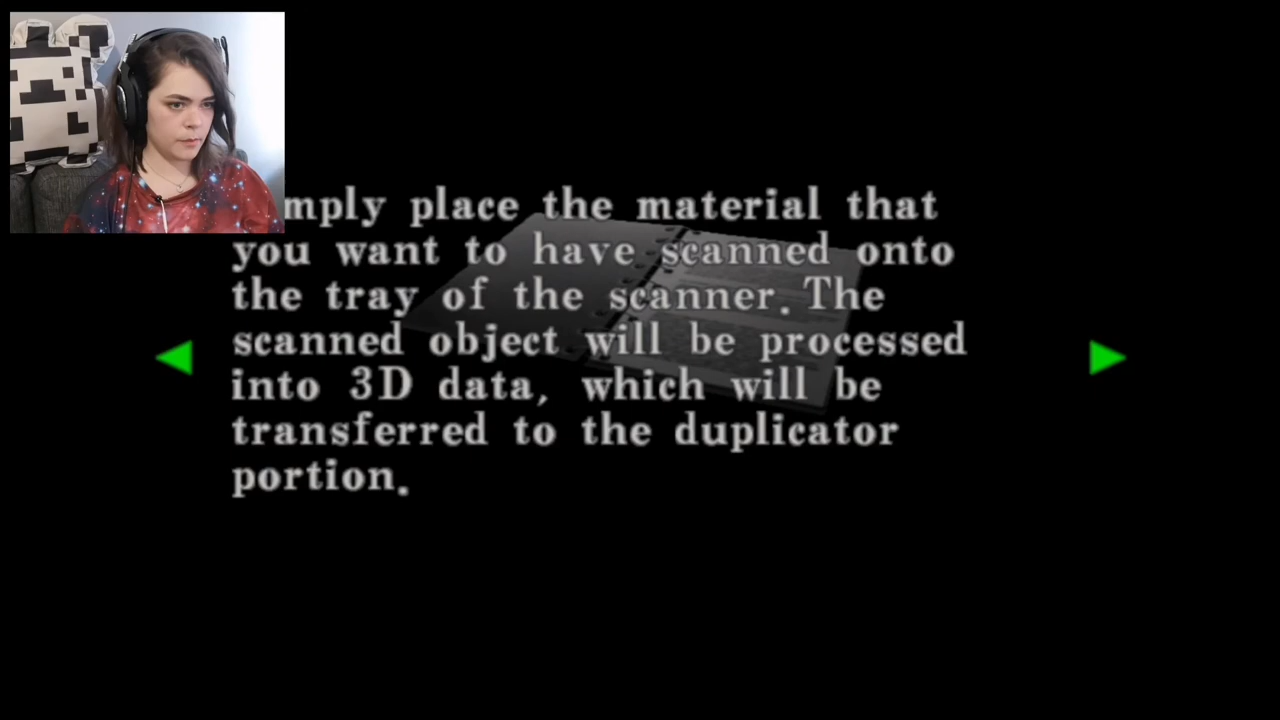 place the material that
you want to have scanned onto
the tray of the scanner. The
scanned object will be processed
into 3D data, which will be
transferred to the duplicator
portion.